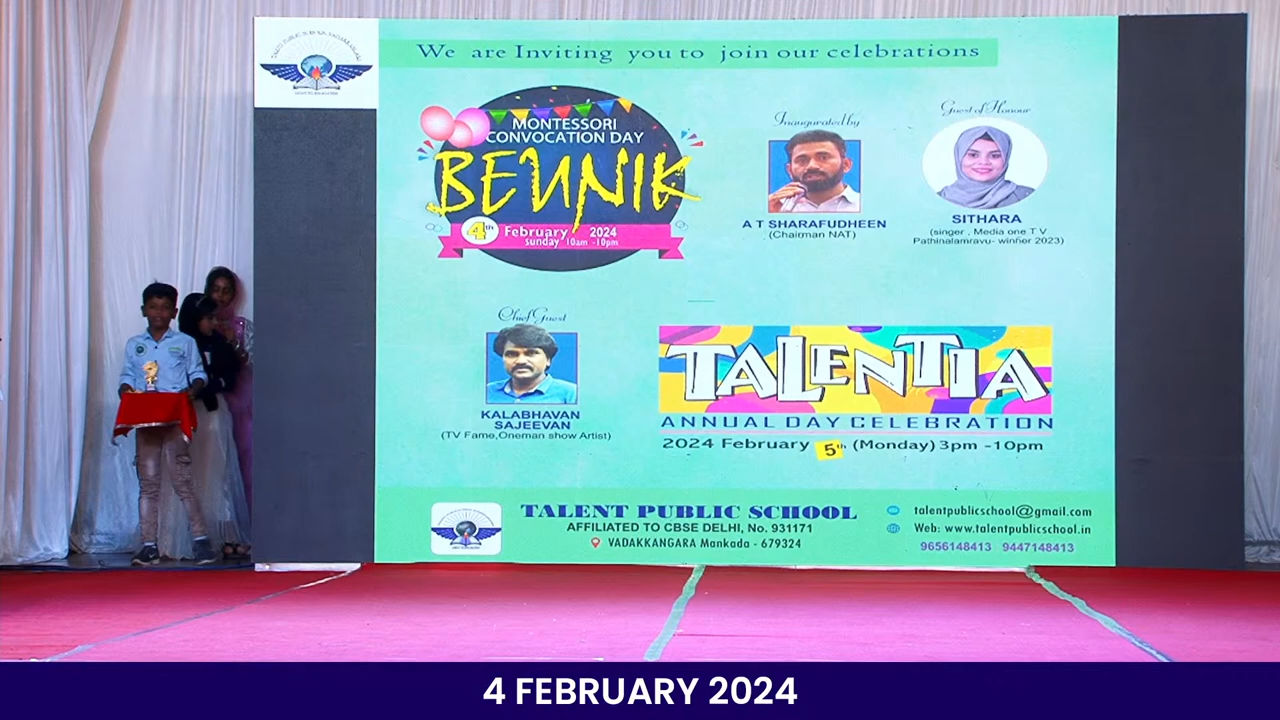 We are Inviting you to join our celebrations
MONTESSORI
CONVOCATION DAY
BEUNIK
4th February 2024
sunday 10am -10pm
Inaugurated by
A T SHARAFUDHEEN
(Chairman NAT)
Guest of Honour
SITHARA
(singer , Media one T V
Pathinalamravu- winner 2023)
Chief Guest
KALABHAVAN
SAJEEVAN
(TV Fame,Oneman show Artist)
TALENTIA
ANNUAL DAY CELEBRATION
2024 February 5th (Monday) 3pm -10pm
TALENT PUBLIC SCHOOL
AFFILIATED TO CBSE DELHI, No. 931171
VADAKKANGARA Mankada - 679324
talentpublicschool@gmail.com
Web: www.talentpublicschool.in
9656148413 9447148413
4 FEBRUARY 2024